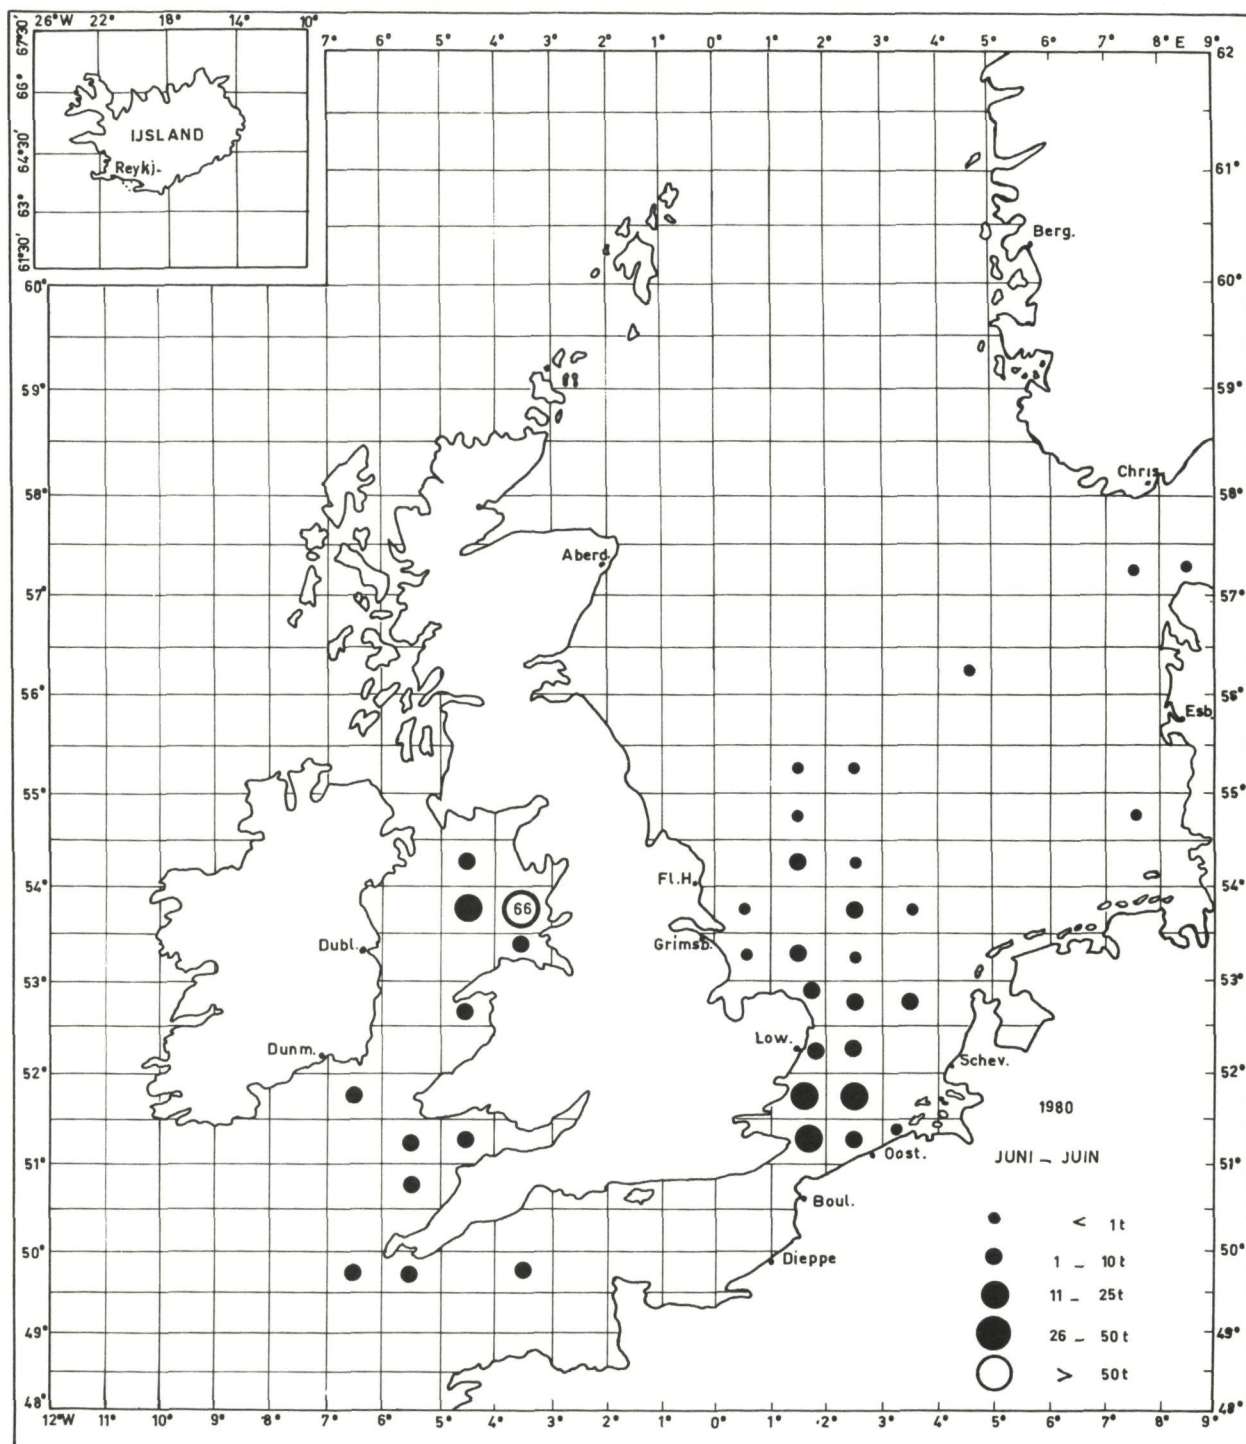 26°W 22° 18° 14° 10°
67°30'
66°
64°30'
63°
61°30'
IJSLAND
Reykj.
7° 6° 5° 4° 3° 2° 1° 0° 1° 2° 3° 4° 5° 6° 7° 8° E 9°
62
61°
60°
59°
58°
57°
56°
55°
54°
53°
52°
51°
50°
49°
48°
60°
59°
58°
57°
56°
55°
54°
53°
52°
51°
50°
49°
48°
Berg.
Chris
Aberd.
Esb.
Fl.H.
66
Dubl.
Grimsb.
Low.
Dunm.
Schev.
Oost.
Boul.
Dieppe
1980
JUNI _ JUIN
< 1t
1 _ 10t
11 _ 25t
26 _ 50t
> 50t
12°W 11° 10° 9° 8° 7° 6° 5° 4° 3° 2° 1° 0° 1° 2° 3° 4° 5° 6° 7° 8° 9°